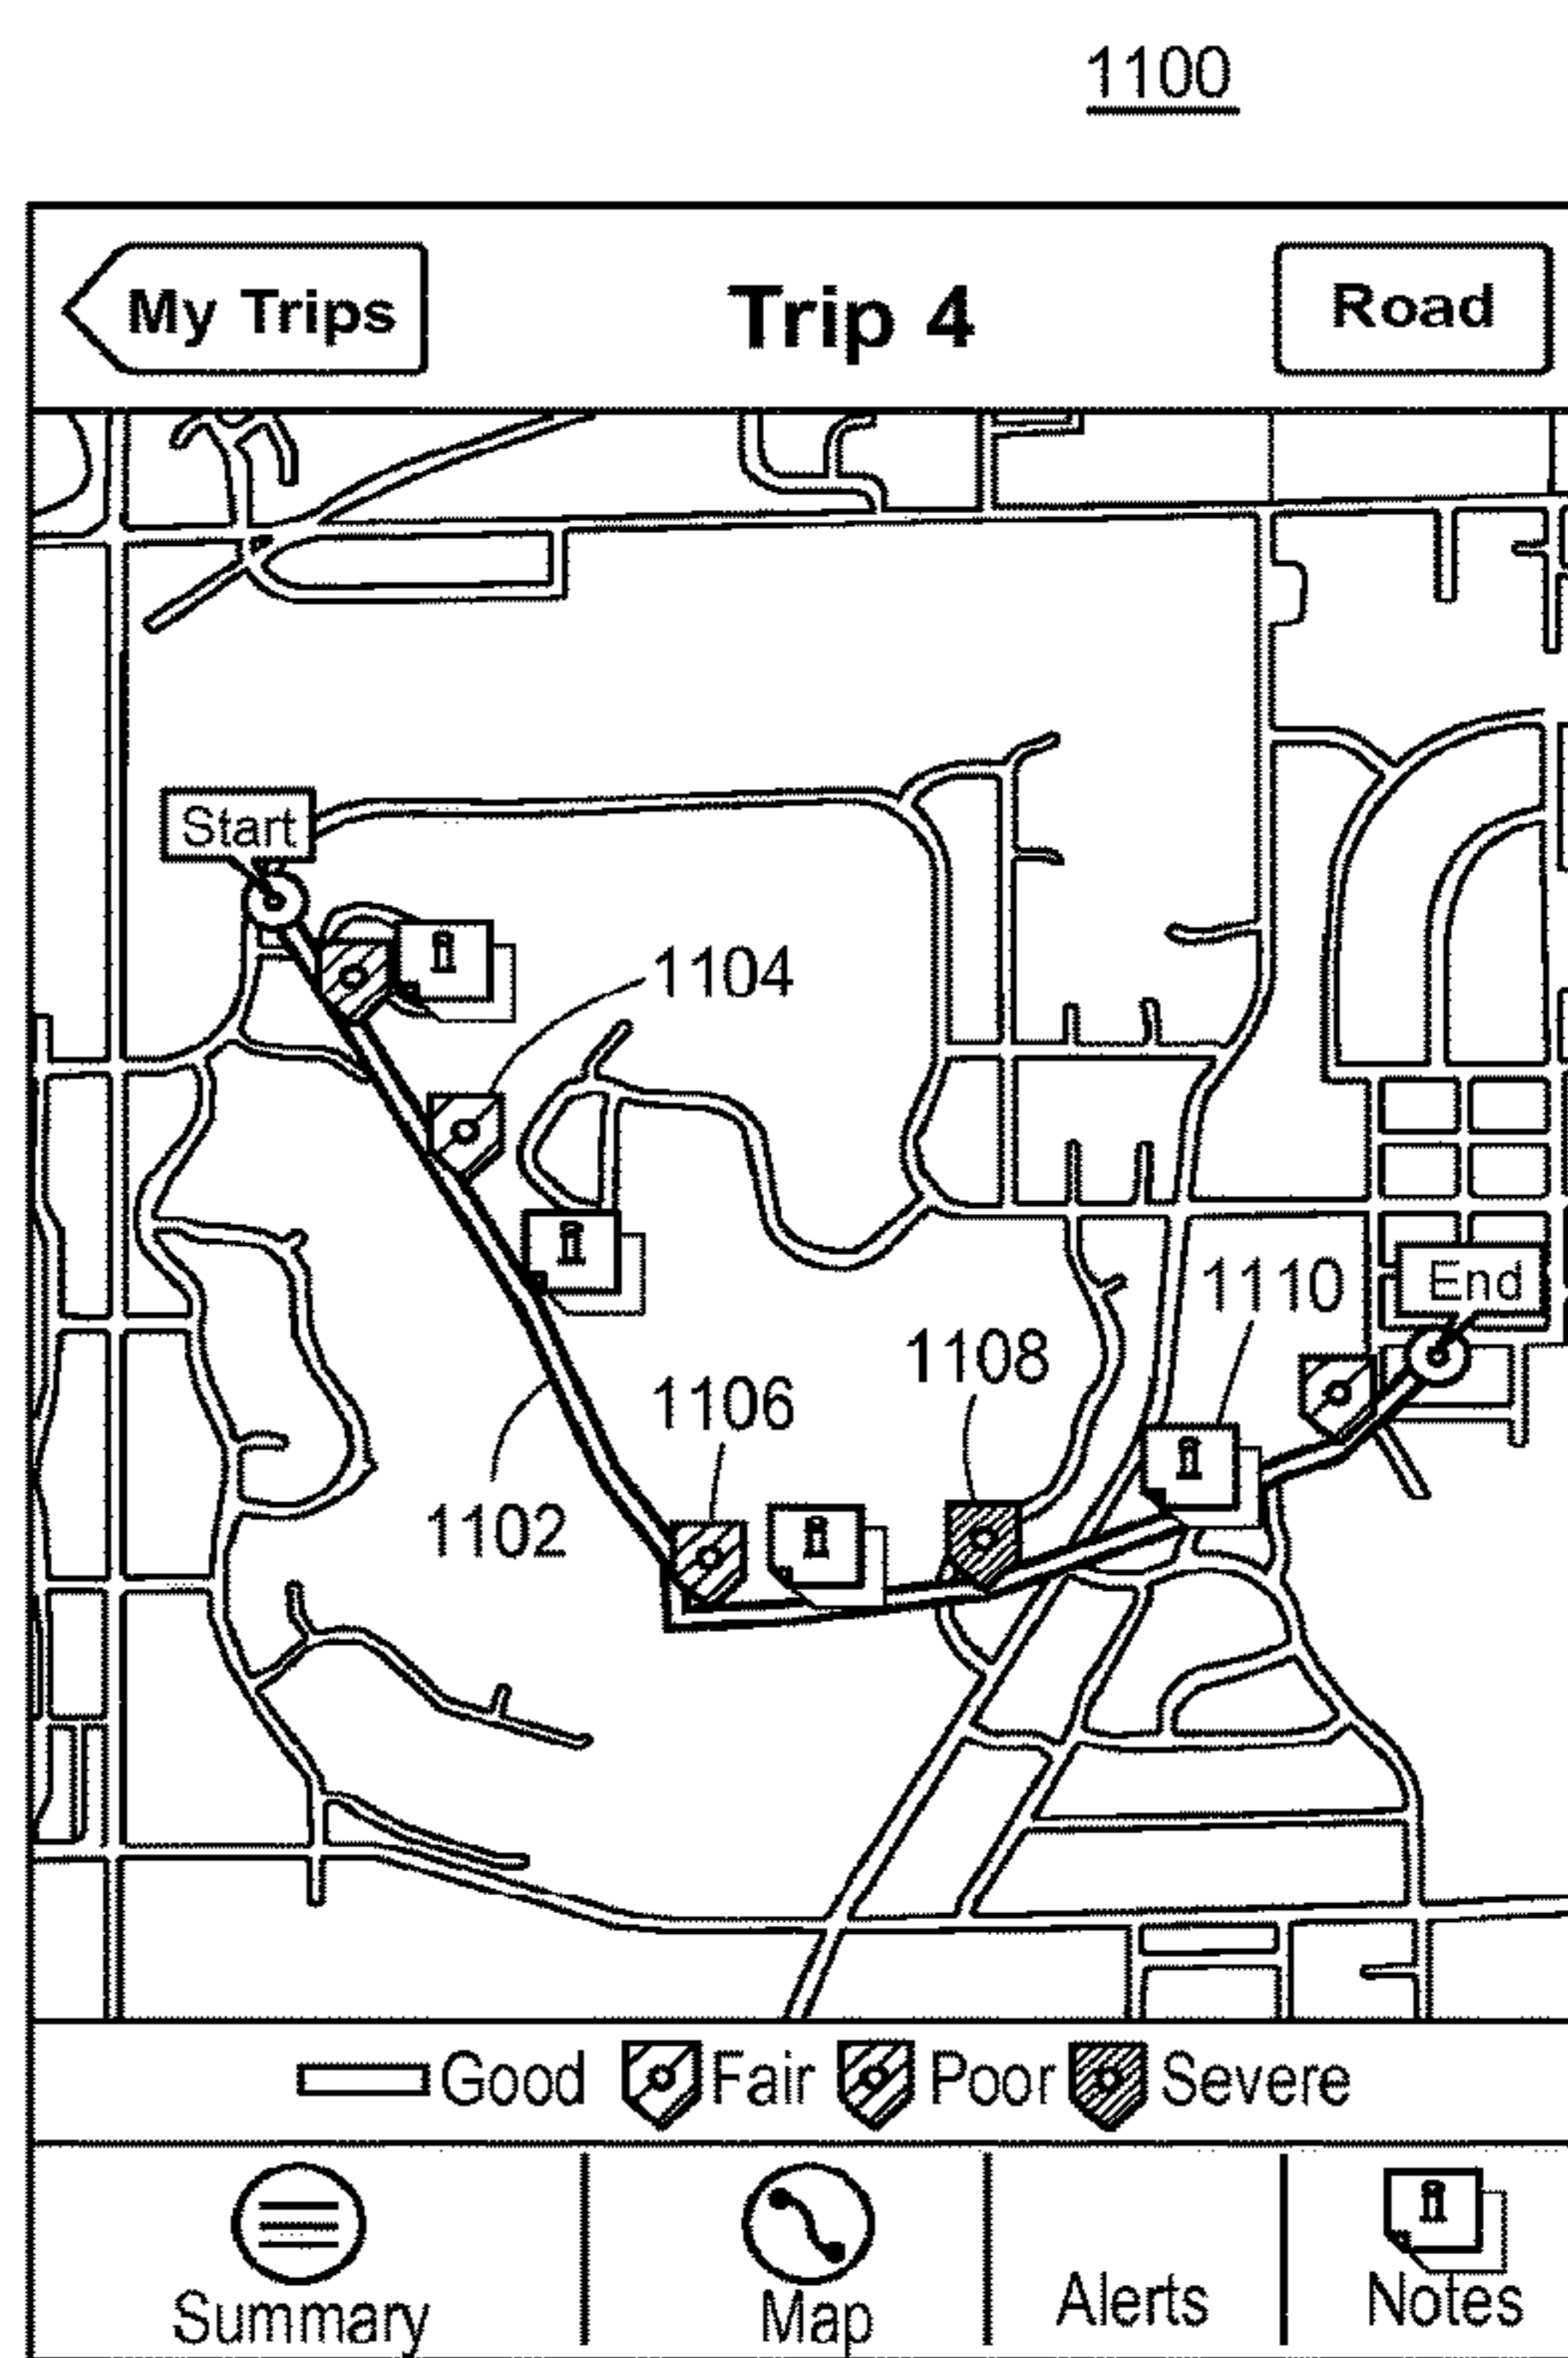 1100
My Trips
Trip 4
Road
Start
i
1104
i
1110
End
1108
1106
i
i
1102
Good
Fair
Poor
Severe
i
Summary
Map
Alerts
Notes